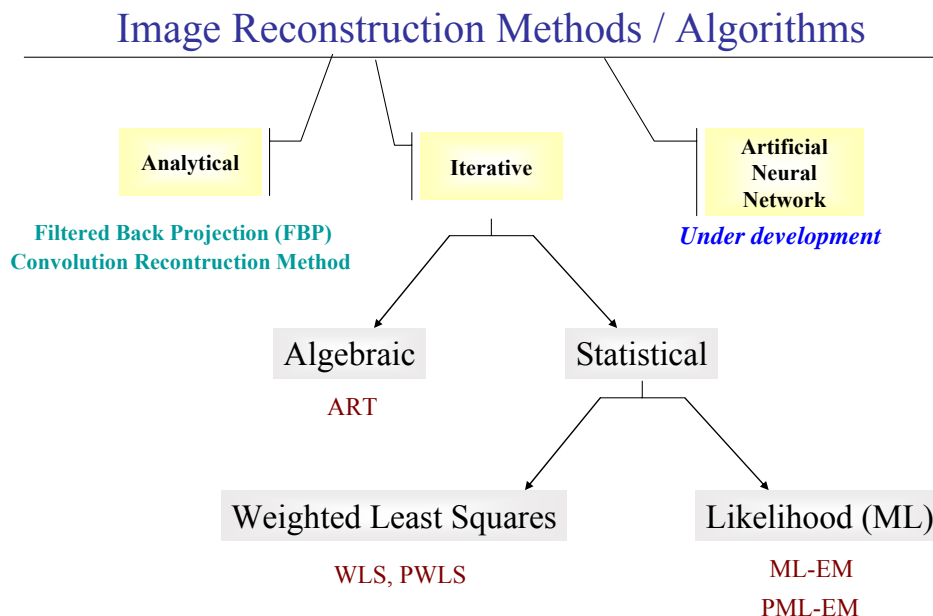 Image Reconstruction Methods / Algorithms
Analytical
Iterative
Artificial
Neural
Network
Filtered Back Projection (FBP)
Convolution Recontruction Method
Under development
Algebraic
Statistical
ART
Weighted Least Squares
Likelihood (ML)
WLS, PWLS
ML-EM
PML-EM